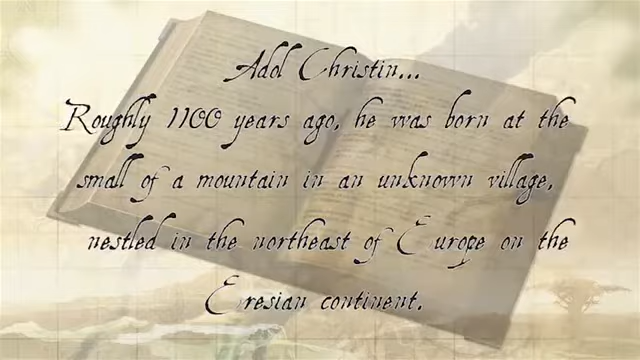 Adol Christin...
Roughly 1100 years ago, he was born at the
small of a mountain in an unknown village,
nestled in the northeast of Europe on the
Eresian continent.